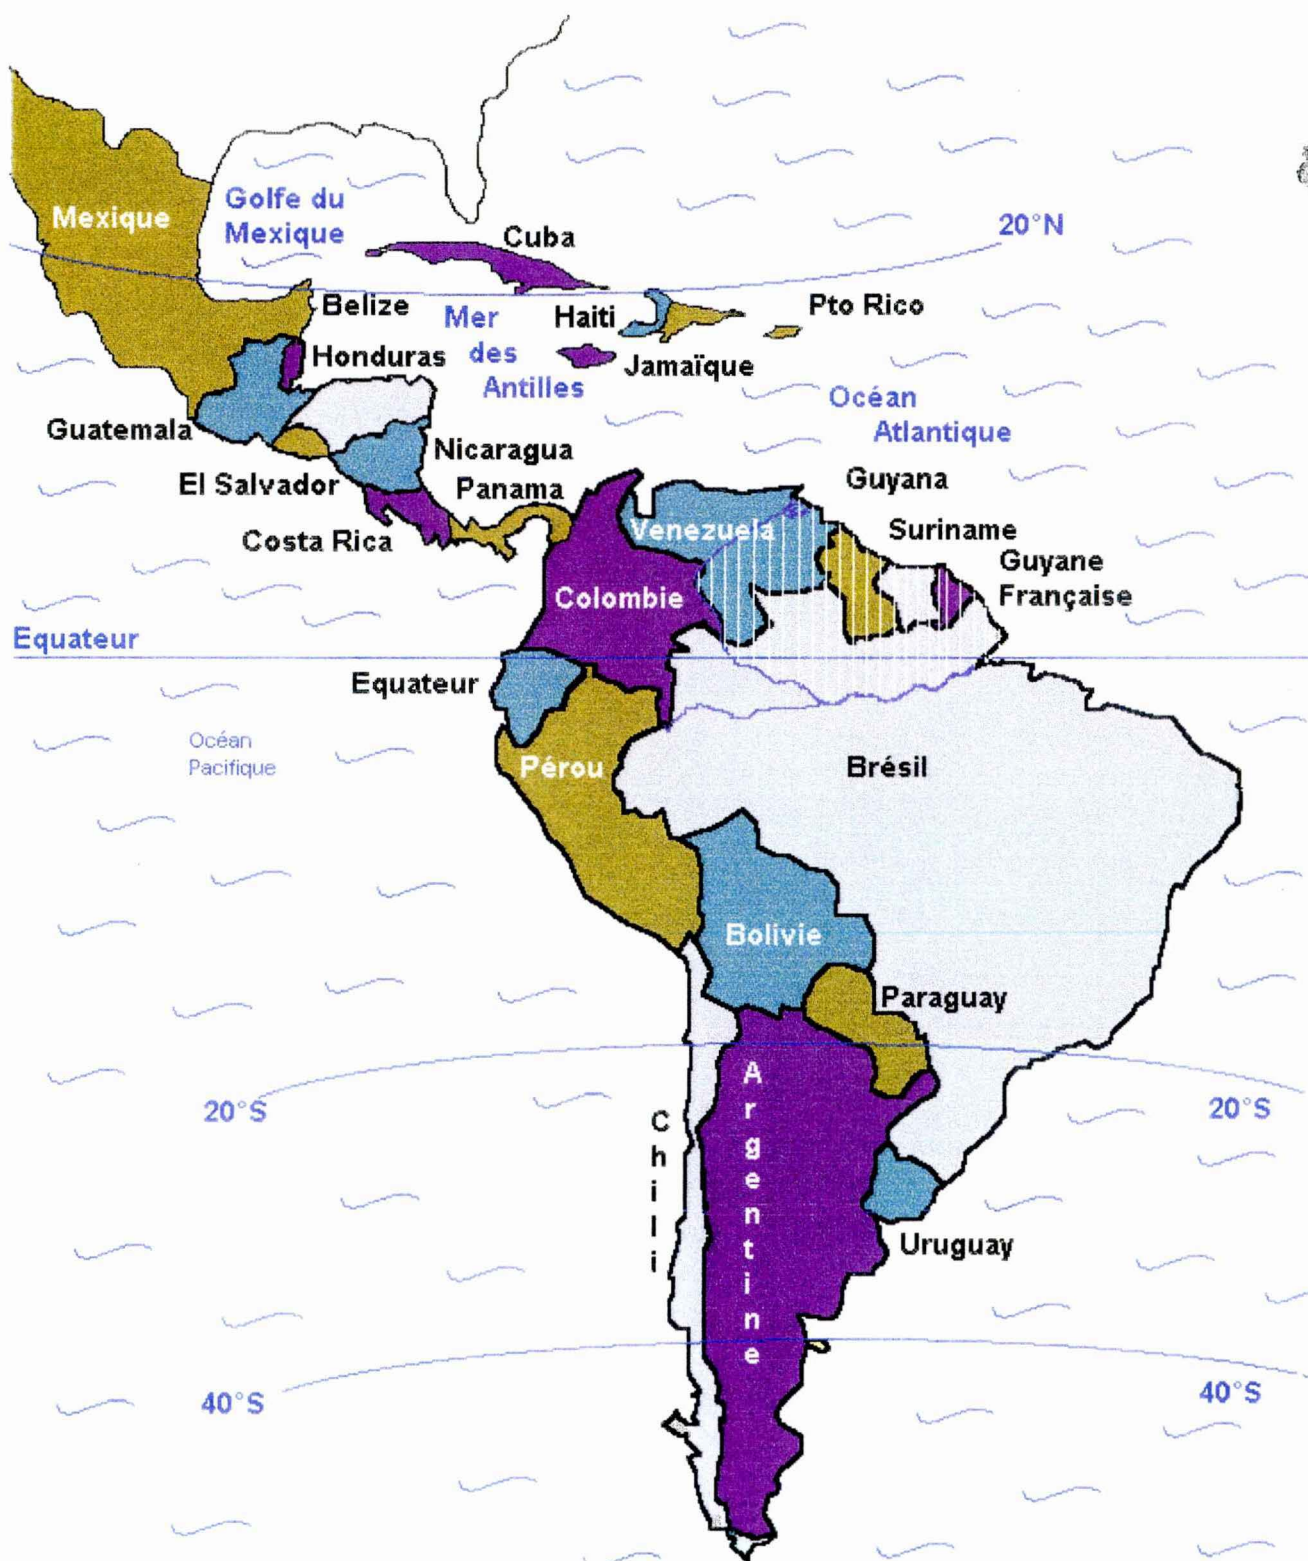 Mexique
Golfe du
Mexique
Cuba
20°N
Belize
Mer
des
Antilles
Haiti
Pto Rico
Honduras
Jamaïque
Océan
Atlantique
Guatemala
Nicaragua
El Salvador
Panama
Costa Rica
Venezuela
Guyana
Suriname
Guyane
Française
Colombie
Equateur
Equateur
Océan
Pacifique
Pérou
Brésil
Bolivie
Paraguay
20°S
20°S
Chili
Argentine
Uruguay
40°S
40°S